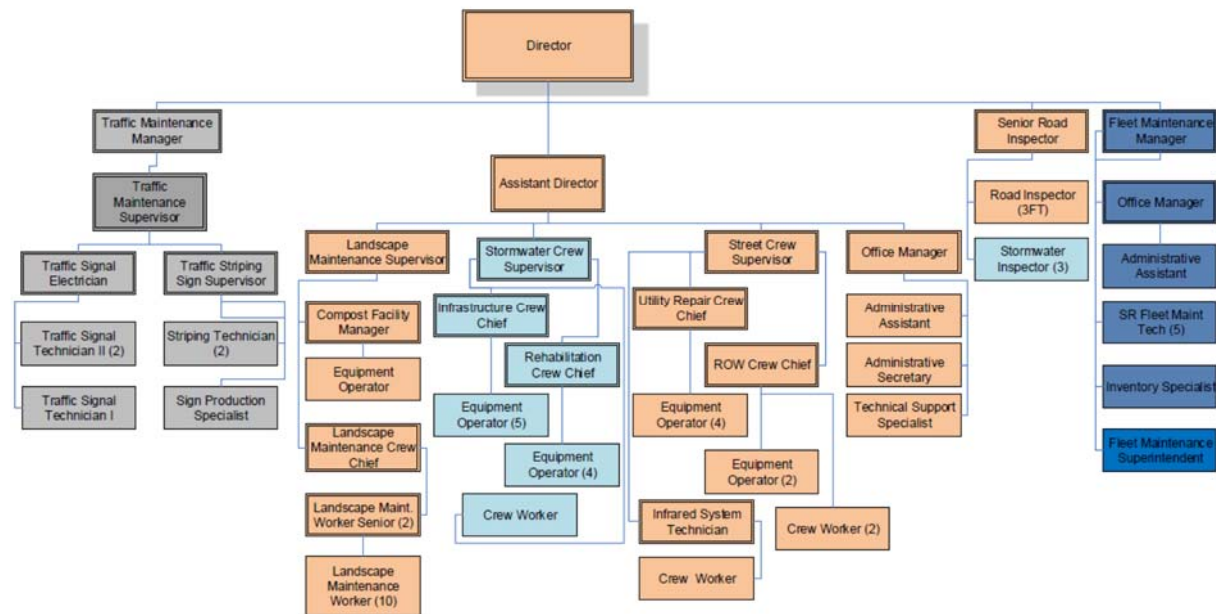 Director
Traffic Maintenance
Manager
Senior Road
Inspector
Fleet Maintenance
Manager
Assistant Director
Traffic
Maintenance
Supervisor
Road Inspector
(3FT)
Office Manager
Landscape
Maintenance Supervisor
Stormwater Crew
Supervisor
Street Crew
Supervisor
Office Manager
Stormwater
Inspector (3)
Traffic Signal
Electrician
Traffic Striping
Sign Supervisor
Administrative
Assistant
Compost Facility
Manager
Infrastructure Crew
Chief
Utility Repair Crew
Chief
Administrative
Assistant
SR Fleet Maint
Tech (5)
Traffic Signal
Technician II (2)
Striping Technician
(2)
Equipment
Operator
Rehabilitation
Crew Chief
ROW Crew Chief
Administrative
Secretary
Inventory Specialist
Traffic Signal
Technician I
Sign Production
Specialist
Equipment
Operator (5)
Equipment
Operator (4)
Technical Support
Specialist
Landscape
Maintenance Crew
Chief
Equipment
Operator (4)
Equipment
Operator (2)
Fleet Maintenance
Superintendent
Landscape Maint.
Worker Senior (2)
Crew Worker
Infrared System
Technician
Crew Worker (2)
Landscape
Maintenance
Worker (10)
Crew Worker